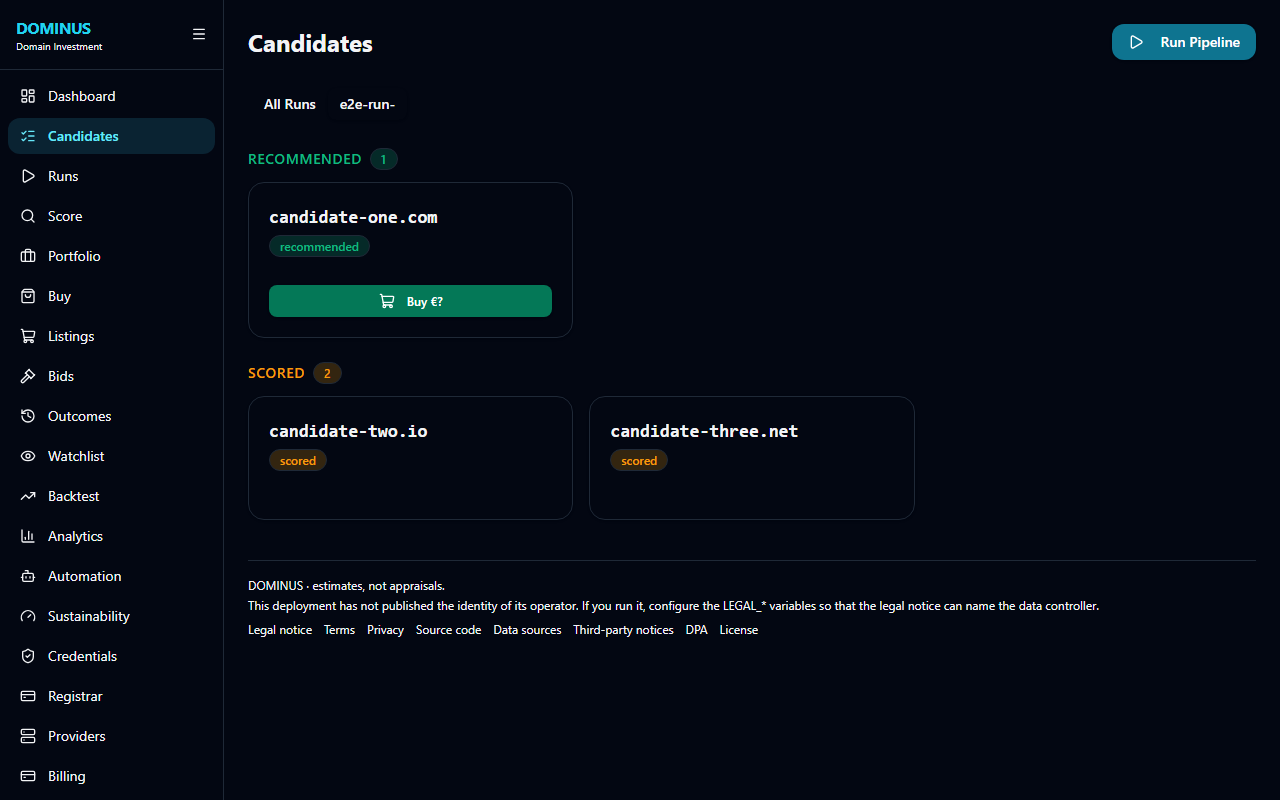 DOMINUS
Domain Investment
Dashboard
Candidates
Runs
Score
Portfolio
Buy
Listings
Bids
Outcomes
Watchlist
Backtest
Analytics
Automation
Sustainability
Credentials
Registrar
Providers
Billing
Candidates
Run Pipeline
All Runs
e2e-run-
RECOMMENDED 1
candidate-one.com
recommended
Buy €?
SCORED 2
candidate-two.io
scored
candidate-three.net
scored
DOMINUS · estimates, not appraisals.
This deployment has not published the identity of its operator. If you run it, configure the LEGAL_* variables so that the legal notice can name the data controller.
Legal notice Terms Privacy Source code Data sources Third-party notices DPA License